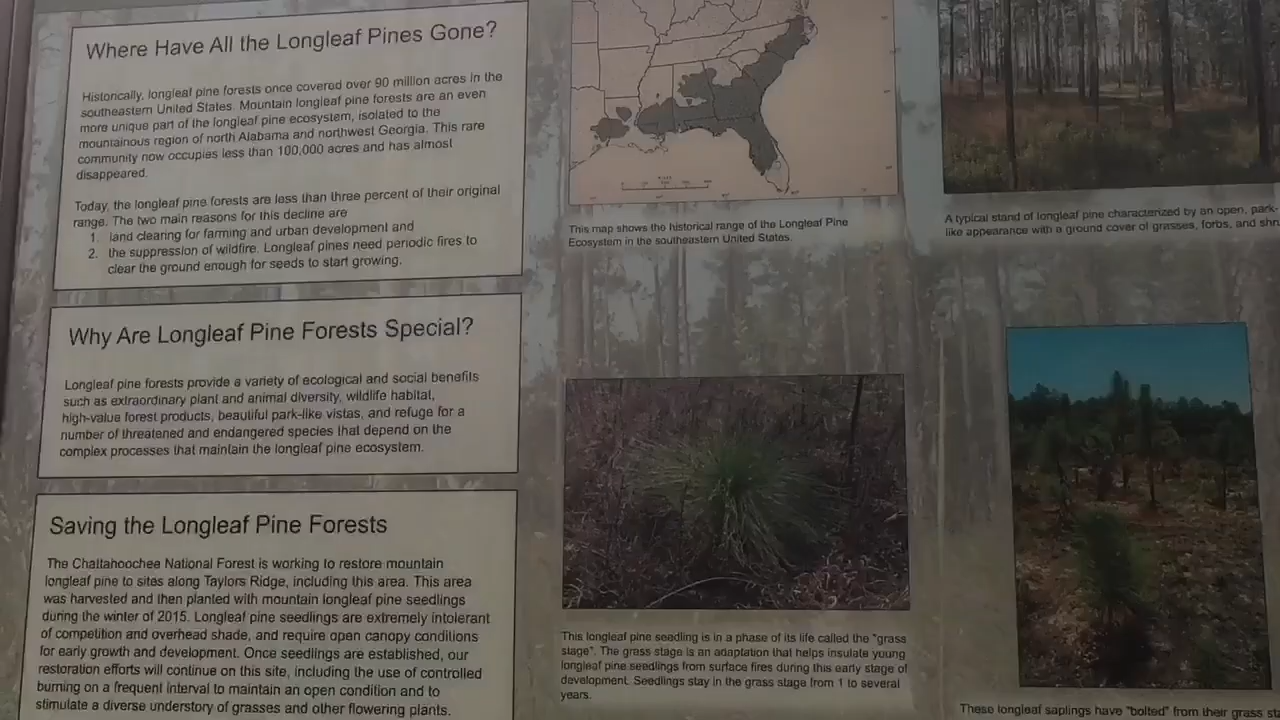 Where Have All the Longleaf Pines Gone?
Historically, longleaf pine forests once covered over 90 million acres in the
southeastern United States. Mountain longleaf pine forests are an even
more unique part of the longleaf pine ecosystem, isolated to the
mountainous region of north Alabama and northwest Georgia. This rare
community now occupies less than 100,000 acres and has almost
disappeared.
Today, the longleaf pine forests are less than three percent of their original
range. The two main reasons for this decline are
1. land clearing for farming and urban development and
2. the suppression of wildfire. Longleaf pines need periodic fires to
clear the ground enough for seeds to start growing.
Why Are Longleaf Pine Forests Special?
Longleaf pine forests provide a variety of ecological and social benefits
such as extraordinary plant and animal diversity, wildlife habitat,
high-value forest products, beautiful park-like vistas, and refuge for a
number of threatened and endangered species that depend on the
complex processes that maintain the longleaf pine ecosystem.
Saving the Longleaf Pine Forests
The Chattahoochee National Forest is working to restore mountain
longleaf pine to sites along Taylors Ridge, including this area. This area
was harvested and then planted with mountain longleaf pine seedlings
during the winter of 2015. Longleaf pine seedlings are extremely intolerant
of competition and overhead shade, and require open canopy conditions
for early growth and development. Once seedlings are established, our
restoration efforts will continue on this site, including the use of controlled
burning on a frequent interval to maintain an open condition and to
stimulate a diverse understory of grasses and other flowering plants.
This map shows the historical range of the Longleaf Pine
Ecosystem in the southeastern United States.
A typical stand of longleaf pine characterized by an open, park-
like appearance with a ground cover of grasses, forbs, and shr
This longleaf pine seedling is in a phase of its life called the "grass
stage". The grass stage is an adaptation that helps insulate young
longleaf pine seedlings from surface fires during this early stage of
development. Seedlings stay in the grass stage from 1 to several
years.
These longleaf saplings have "bolted" from their grass sta